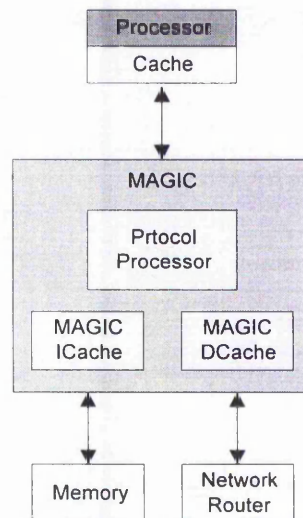 Processor
Cache
MAGIC
Prtocol
Processor
MAGIC
ICache
MAGIC
DCache
Memory
Network
Router